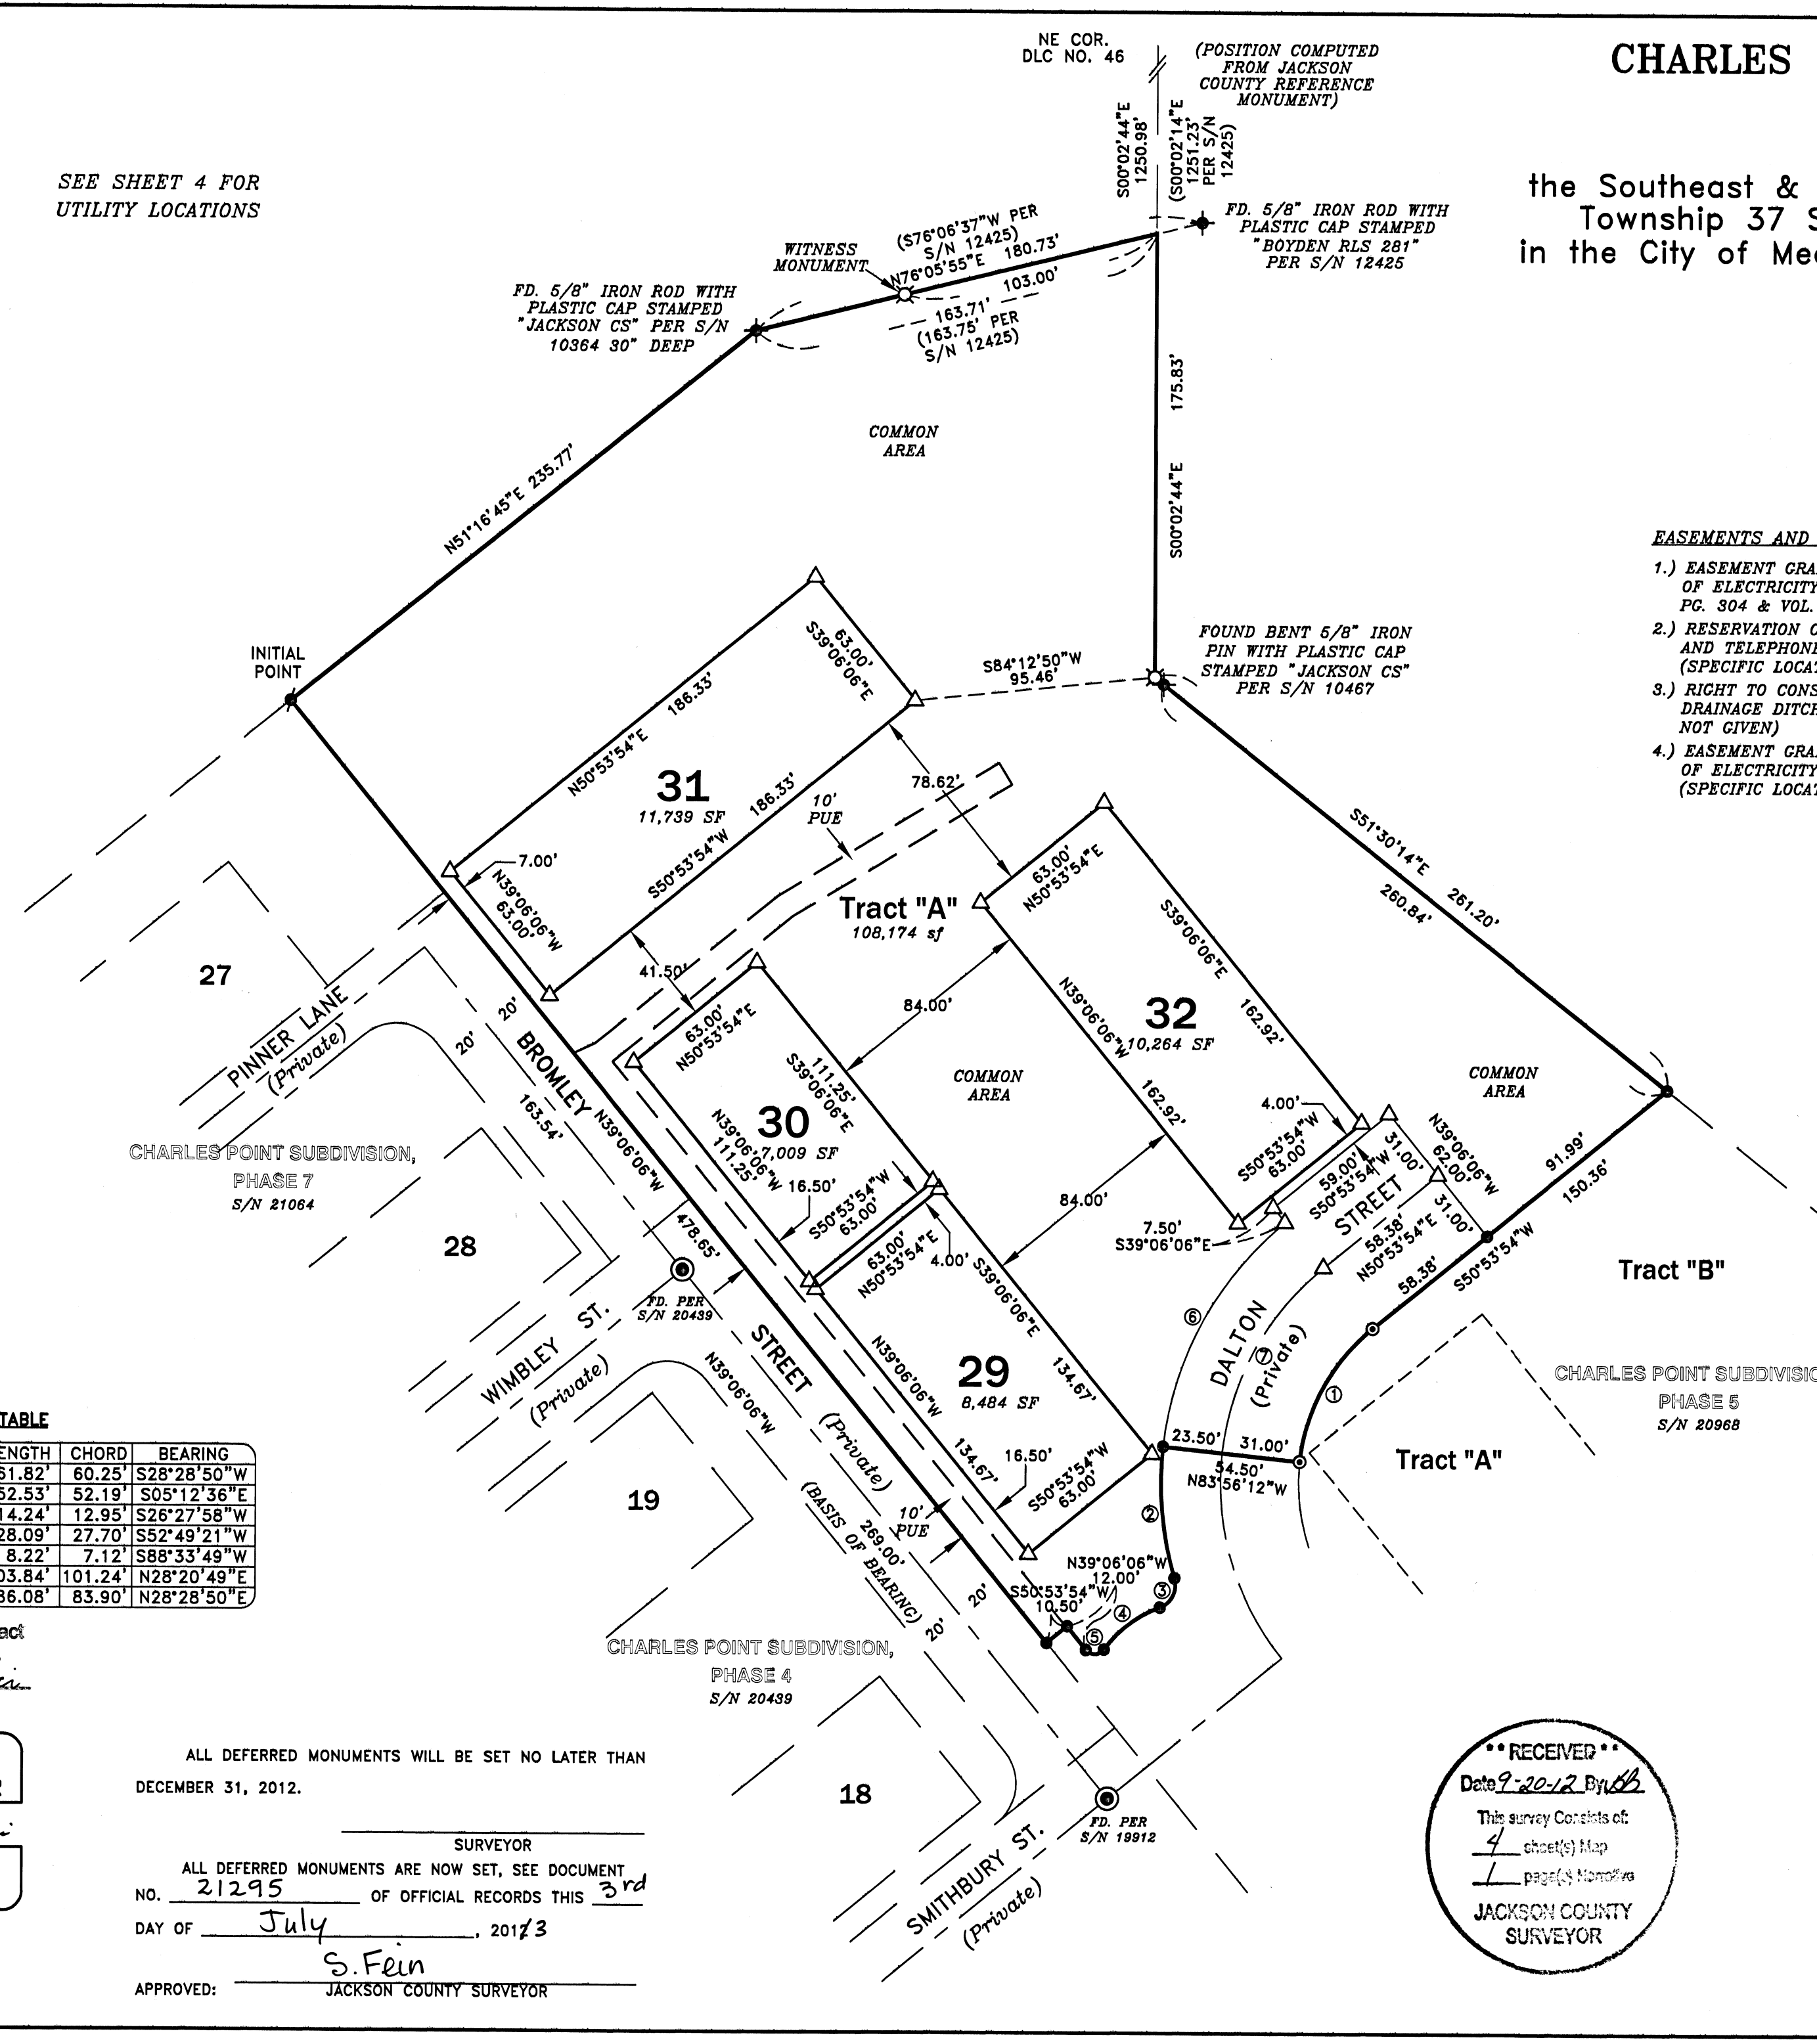 NE COR.
DLC NO. 46
(POSITION COMPUTED
FROM JACKSON
COUNTY REFERENCE
MONUMENT)
CHARLES
S00°02'44"E
1250.98'
(S00°02'14"E
1251.23'
PER S/N
12425)
SEE SHEET 4 FOR
UTILITY LOCATIONS
the Southeast &
Township 37 S
in the City of Me
FD. 5/8" IRON ROD WITH
PLASTIC CAP STAMPED
"BOYDEN RLS 281"
PER S/N 12425
(S76°06'37"W PER
S/N 12425)
N76°05'55"E 180.73'
WITNESS
MONUMENT
103.00'
163.71'
(163.75' PER
S/N 12425)
FD. 5/8" IRON ROD WITH
PLASTIC CAP STAMPED
"JACKSON CS" PER S/N
10364 30" DEEP
175.83'
S00°02'44"E
COMMON
AREA
N51°16'45"E 235.77'
EASEMENTS AND
1.) EASEMENT GRA
OF ELECTRICITY
PG. 304 & VOL.
2.) RESERVATION O
AND TELEPHONE
(SPECIFIC LOCAT
3.) RIGHT TO CONS
DRAINAGE DITCH
NOT GIVEN)
4.) EASEMENT GRA
OF ELECTRICITY
(SPECIFIC LOCAT
INITIAL
POINT
FOUND BENT 5/8" IRON
PIN WITH PLASTIC CAP
STAMPED "JACKSON CS"
PER S/N 10467
63.00'
S39°06'06"E
S84°12'50"W
95.46'
186.33'
N50°53'54"E
31
11,739 SF
186.33'
S50°53'54"W
7.00'
N39°06'06"W
63.00'
78.62'
10'
PUE
S51°30'14"E 261.20'
260.84'
63.00'
N50°53'54"E
Tract "A"
108,174 sf
S39°06'06"E
162.92'
27
41.50'
20'
20'
PINNER LANE
(Private)
BROMLEY
163.54'
N39°06'06"W
63.00'
N50°53'54"E
84.00'
32
10,264 SF
N39°06'06"W
162.92'
COMMON
AREA
COMMON
AREA
111.25'
S39°06'06"E
30
7,009 SF
N39°06'06"W
111.25'
16.50'
S50°53'54"W
63.00'
4.00'
S50°53'54"W
63.00'
59.00'
S50°53'54"W
31.00'
N39°06'06"W
62.00'
91.99'
150.36'
CHARLES POINT SUBDIVISION,
PHASE 7
S/N 21064
28
478.65'
84.00'
7.50'
S39°06'06"E
STREET
31.00'
58.38'
N50°53'54"E
S50°53'54"W
58.38'
Tract "B"
63.00'
N50°53'54"E
4.00'
FD. PER
S/N 20439
WIMBLEY ST.
(Private)
STREET
(Private)
N39°06'06"W
S39°06'06"E
134.67'
N39°06'06"W
134.67'
29
8,484 SF
6
DALTON
(Private)
7
1
CHARLES POINT SUBDIVISIO
PHASE 5
S/N 20968
TABLE
ENGTH CHORD BEARING
61.82' 60.25' S28°28'50"W
52.53' 52.19' S05°12'36"E
14.24' 12.95' S26°27'58"W
28.09' 27.70' S52°49'21"W
8.22' 7.12' S88°33'49"W
03.84' 101.24' N28°20'49"E
86.08' 83.90' N28°28'50"E
act
23.50' 31.00'
54.50'
N83°56'12"W
Tract "A"
19
16.50'
S50°53'54"W
63.00'
10'
PUE
269.00'
(BASIS OF BEARING)
2
N39°06'06"W
12.00'
S50°53'54"W
10.50'
3
4
5
20'
20'
CHARLES POINT SUBDIVISION,
PHASE 4
S/N 20439
18
FD. PER
S/N 19912
SMITHBURY ST.
(Private)
ALL DEFERRED MONUMENTS WILL BE SET NO LATER THAN
DECEMBER 31, 2012.
SURVEYOR
ALL DEFERRED MONUMENTS ARE NOW SET, SEE DOCUMENT
NO. 21295 OF OFFICIAL RECORDS THIS 3rd
DAY OF July, 2013
S. Fein
APPROVED: JACKSON COUNTY SURVEYOR
** RECEIVED **
Date 9-20-12 By
This survey Consists of:
4 sheet(s) Map
1 page(s) Narrative
JACKSON COUNTY
SURVEYOR